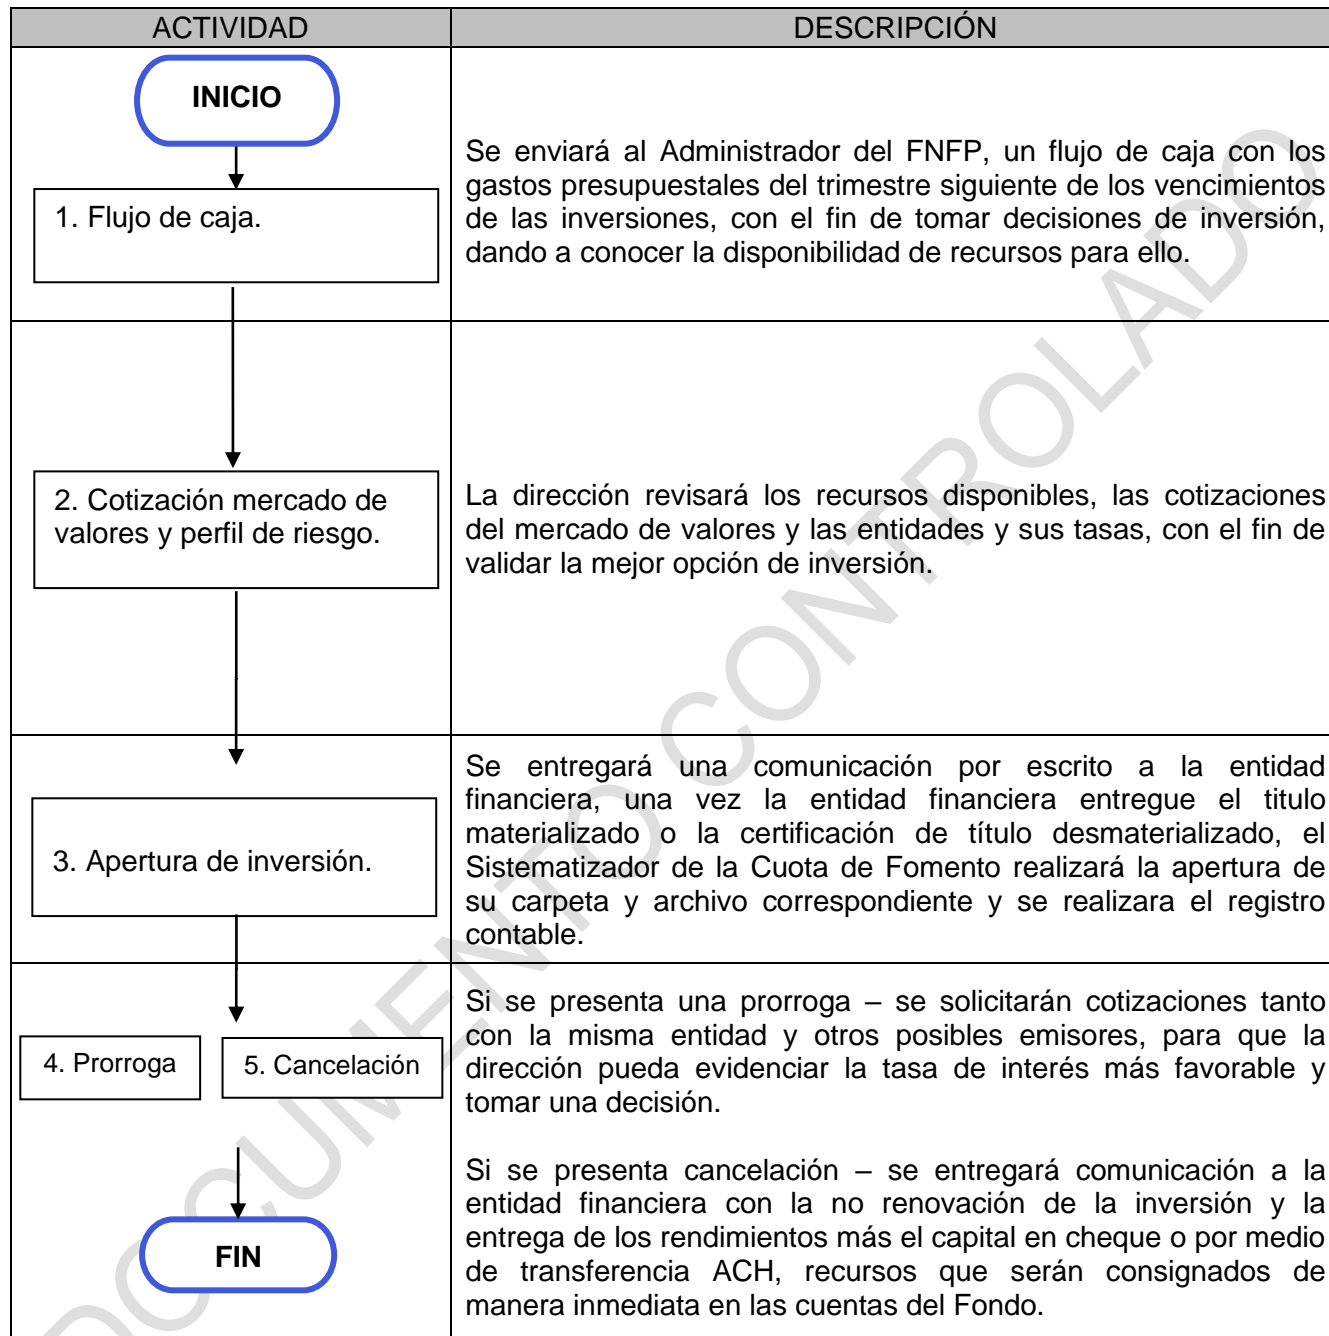 ACTIVIDAD
DESCRIPCIÓN
INICIO
1. Flujo de caja.
Se enviará al Administrador del FNFP, un flujo de caja con los
gastos presupuestales del trimestre siguiente de los vencimientos
de las inversiones, con el fin de tomar decisiones de inversión,
dando a conocer la disponibilidad de recursos para ello.
2. Cotización mercado de
valores y perfil de riesgo.
La dirección revisará los recursos disponibles, las cotizaciones
del mercado de valores y las entidades y sus tasas, con el fin de
validar la mejor opción de inversión.
3. Apertura de inversión.
Se entregará una comunicación por escrito a la entidad
financiera, una vez la entidad financiera entregue el titulo
materializado o la certificación de título desmaterializado, el
Sistematizador de la Cuota de Fomento realizará la apertura de
su carpeta y archivo correspondiente y se realizara el registro
contable.
4. Prorroga
5. Cancelación
Si se presenta una prorroga – se solicitarán cotizaciones tanto
con la misma entidad y otros posibles emisores, para que la
dirección pueda evidenciar la tasa de interés más favorable y
tomar una decisión.
Si se presenta cancelación – se entregará comunicación a la
entidad financiera con la no renovación de la inversión y la
entrega de los rendimientos más el capital en cheque o por medio
de transferencia ACH, recursos que serán consignados de
manera inmediata en las cuentas del Fondo.
FIN
DOCUMENTO CONTROLADO